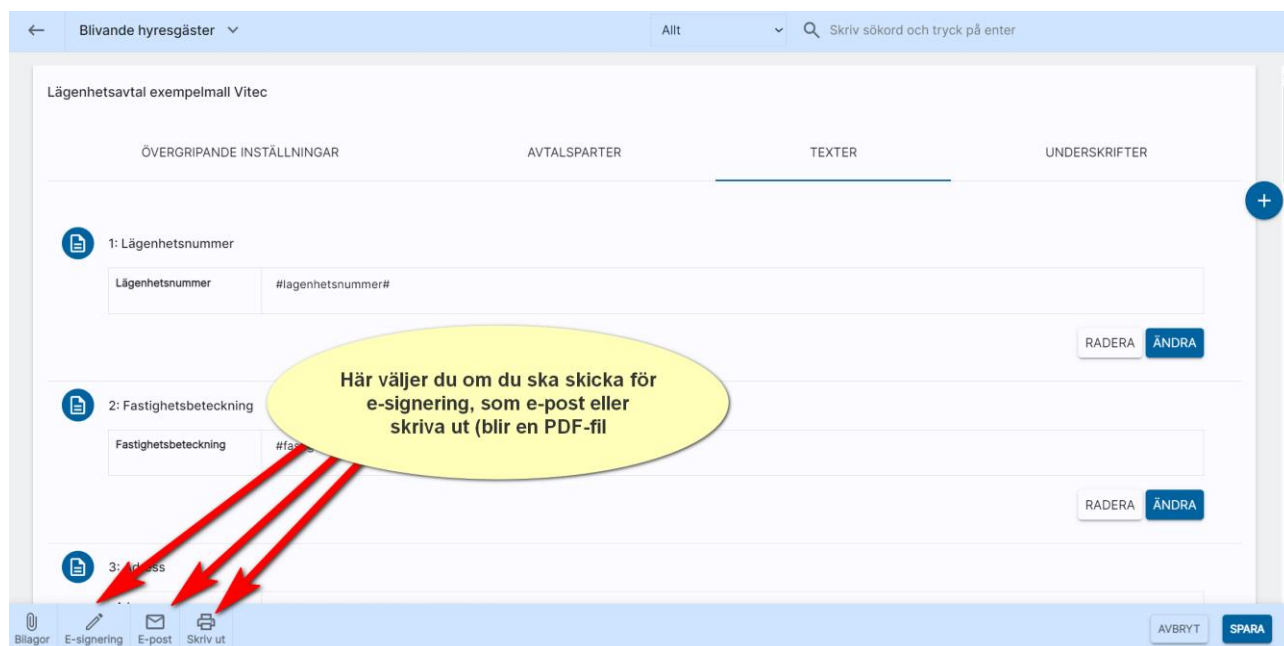 Blivande hyresgäster
Allt
Skriv sökord och tryck på enter
Lägenhetsavtal exempelmall Vitec
ÖVERGRIPANDE INSTÄLLNINGAR
AVTALSPARTER
TEXTER
UNDERSKRIFTER
1: Lägenhetsnummer
Lägenhetsnummer
#lagenhetsnummer#
RADERA
ÄNDRA
Här väljer du om du ska skicka för
e-signering, som e-post eller
skriva ut (blir en PDF-fil
2: Fastighetsbeteckning
Fastighetsbeteckning
RADERA
ÄNDRA
Bilagor
E-signering
E-post
Skriv ut
AVBRYT
SPARA